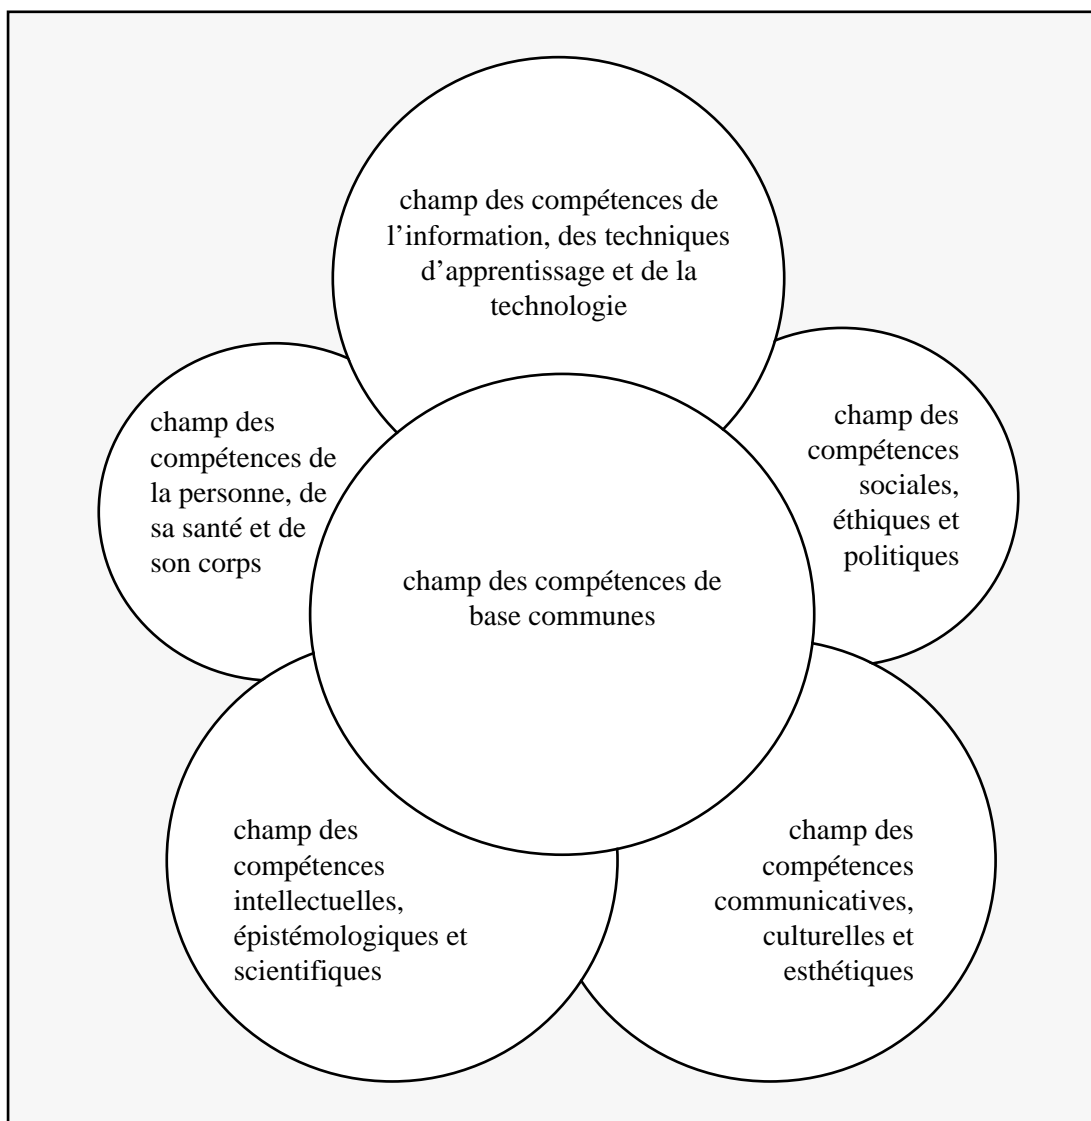 champ des compétences de
l’information, des techniques
d’apprentissage et de la
technologie
champ des
compétences de
la personne, de
sa santé et de
son corps
champ des
compétences
sociales,
éthiques et
politiques
champ des compétences de
base communes
champ des
compétences
intellectuelles,
épistémologiques et
scientifiques
champ des
compétences
communicatives,
culturelles et
esthétiques